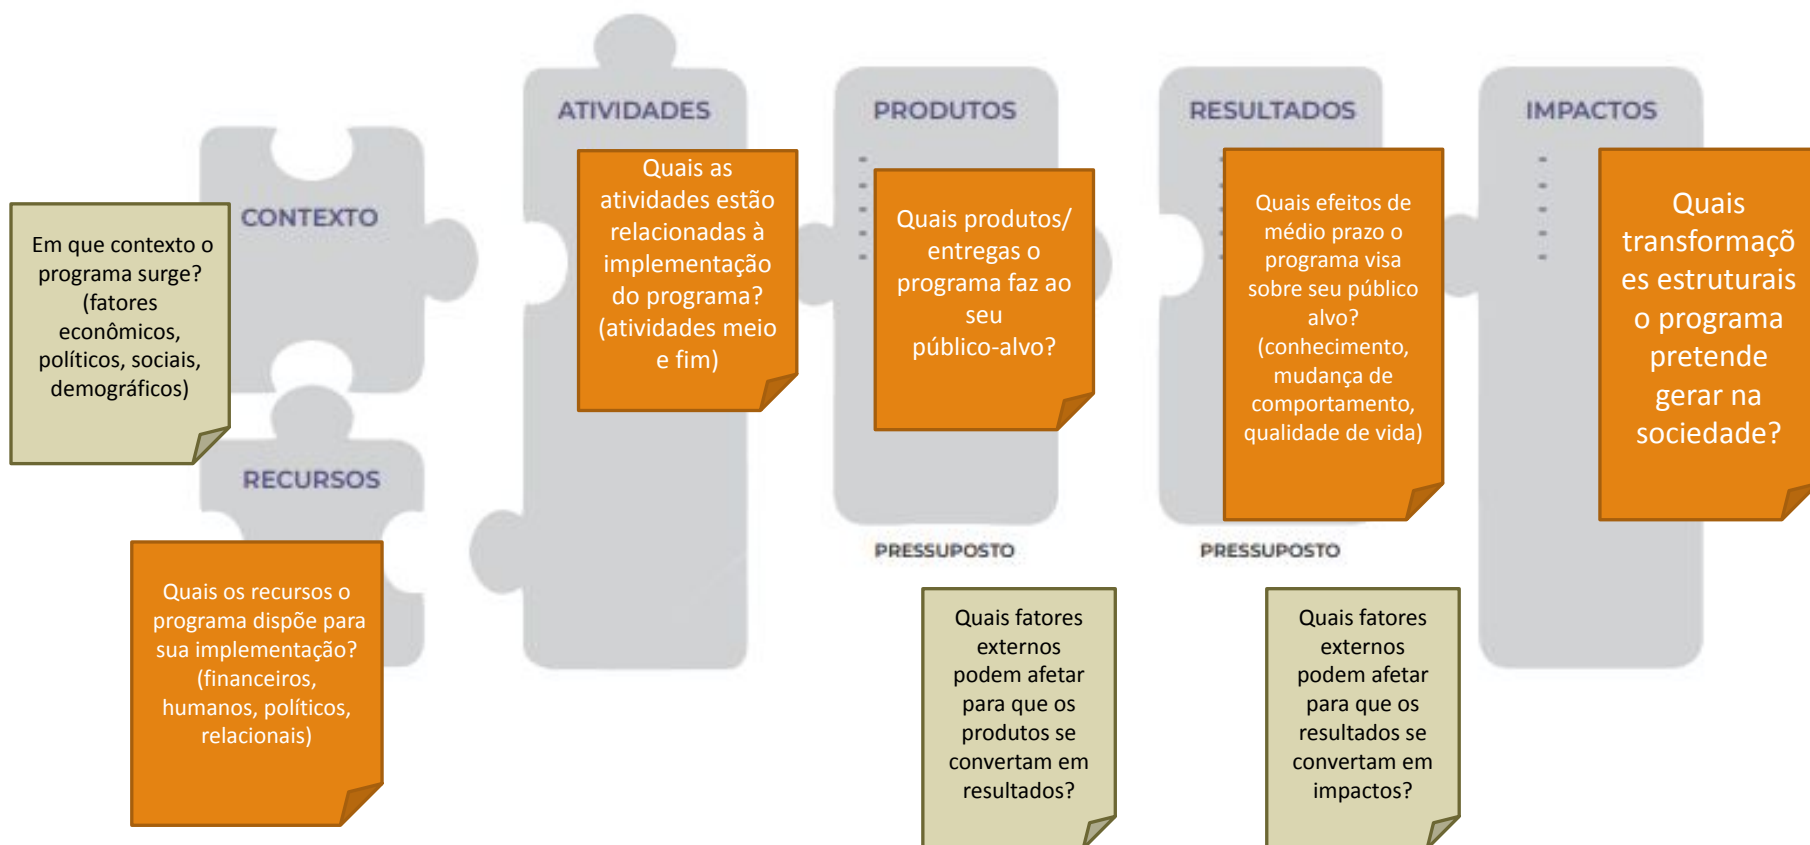 CONTEXTO
Em que contexto o
programa surge?
(fatores
econômicos,
políticos, sociais,
demográficos)
RECURSOS
Quais os recursos o
programa dispõe para
sua implementação?
(financeiros,
humanos, políticos,
relacionais)
ATIVIDADES
Quais as
atividades estão
relacionadas à
implementação
do programa?
(atividades meio
e fim)
PRODUTOS
Quais produtos/
entregas o
programa faz ao
seu
público-alvo?
PRESSUPOSTO
Quais fatores
externos
podem afetar
para que os
produtos se
convertam em
resultados?
RESULTADOS
Quais efeitos de
médio prazo o
programa visa
sobre seu público
alvo?
(conhecimento,
mudança de
comportamento,
qualidade de vida)
PRESSUPOSTO
Quais fatores
externos
podem afetar
para que os
resultados se
convertam em
impactos?
IMPACTOS
Quais
transformaçõ
es estruturais
o programa
pretende
gerar na
sociedade?